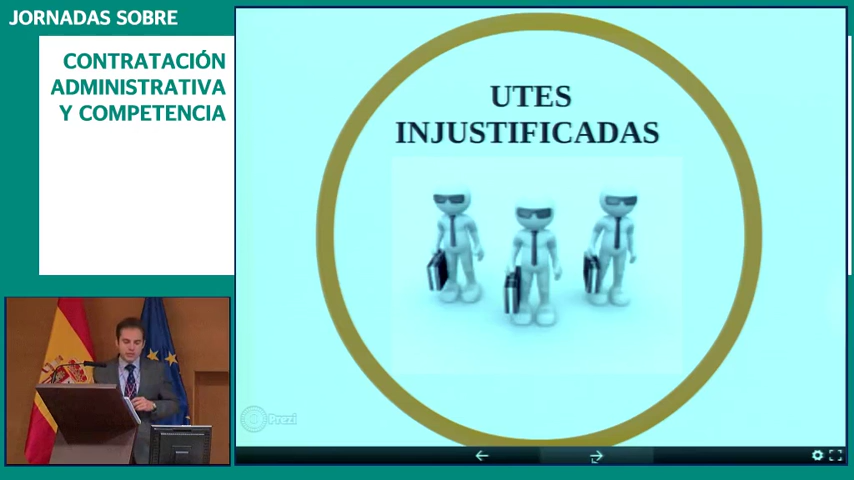 JORNADAS SOBRE
CONTRATACIÓN
ADMINISTRATIVA
Y COMPETENCIA
UTES
INJUSTIFICADAS
Prezi